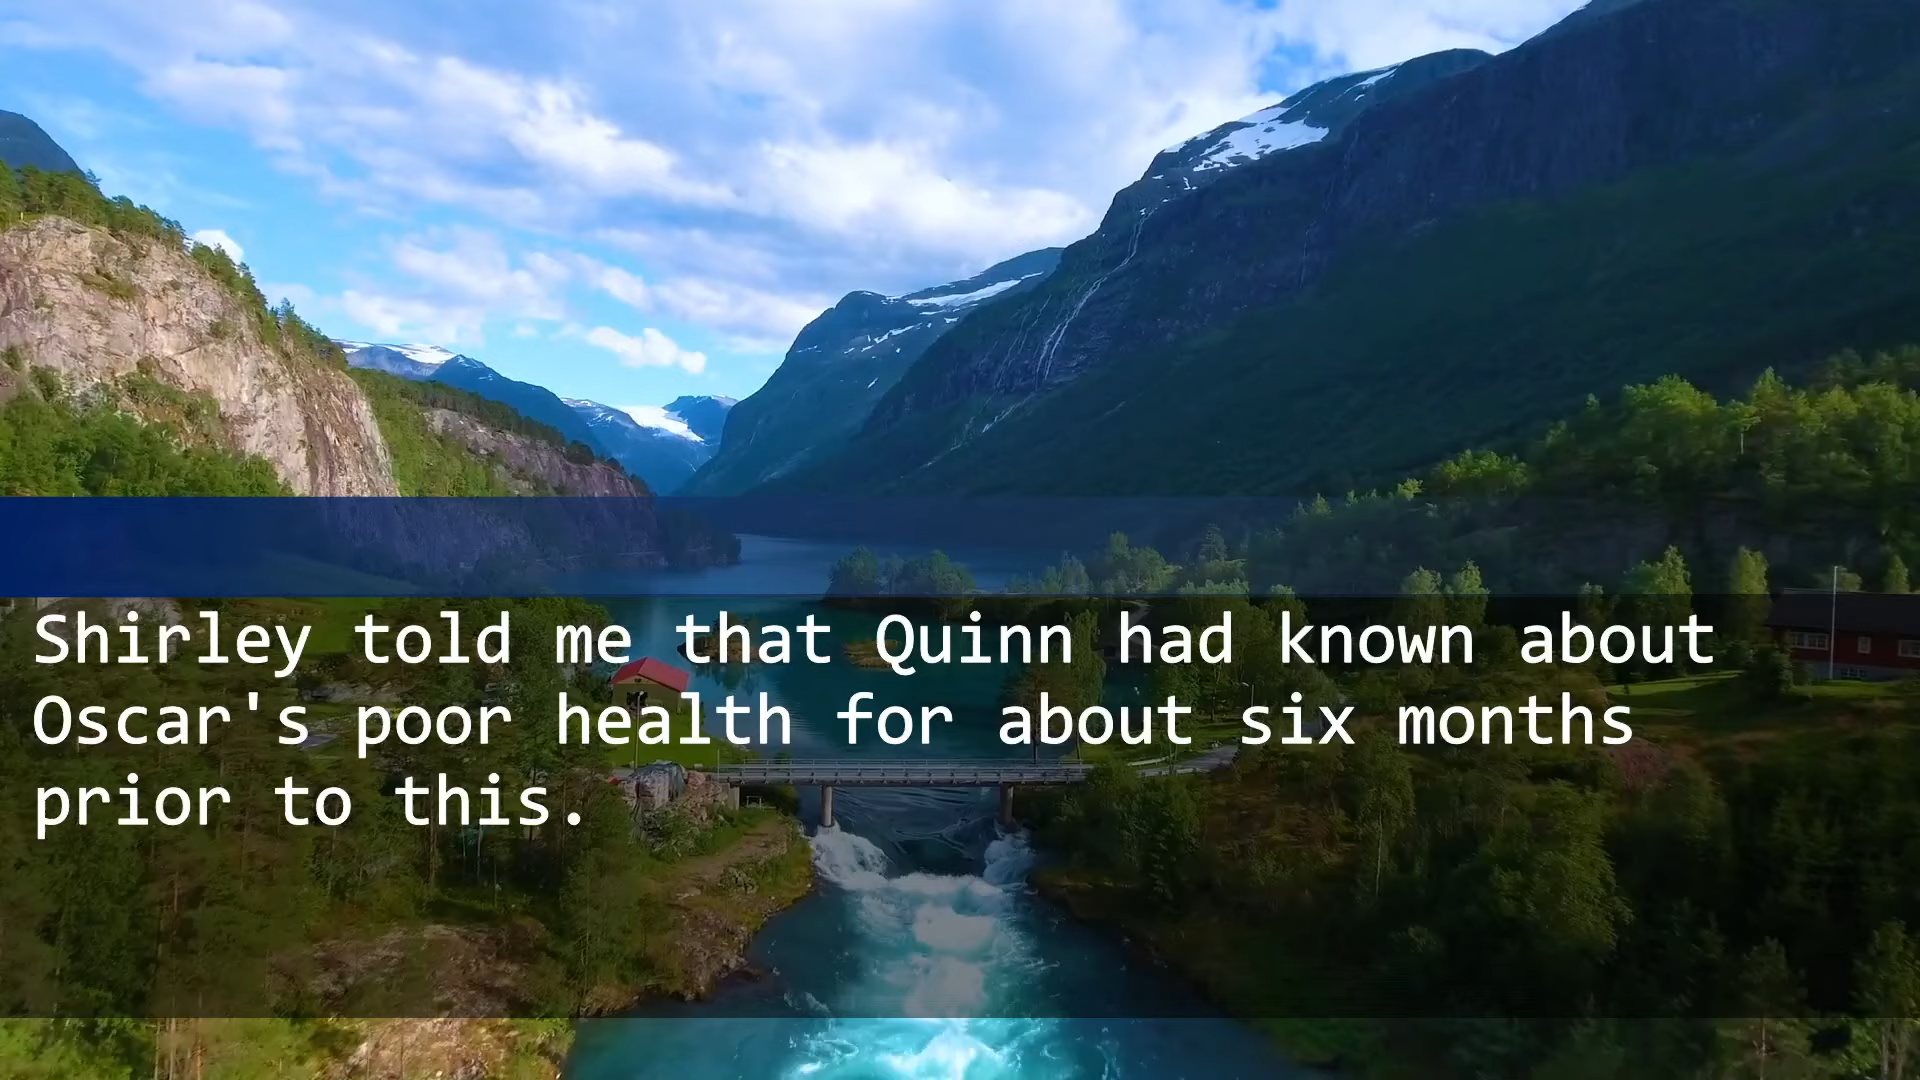 Shirley told me that Quinn had known about
Oscar's poor health for about six months
prior to this.